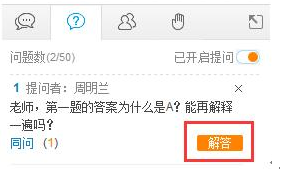 问题数(2/50) 已开启提问
1 提问者：周明兰
老师，第一题的答案为什么是A？能再解释
一遍吗？
同问 (1) 解答